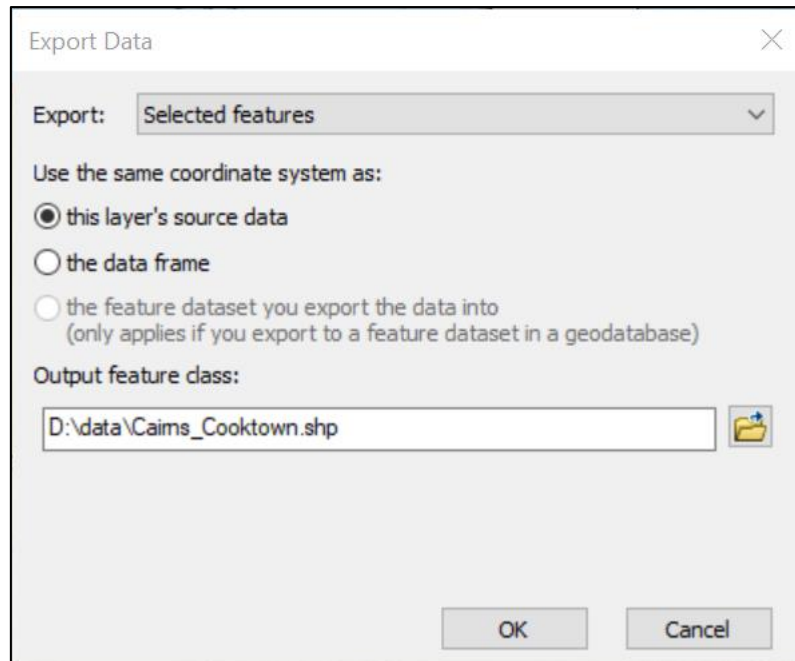 Export Data
Export: Selected features
Use the same coordinate system as:
this layer's source data
the data frame
the feature dataset you export the data into
(only applies if you export to a feature dataset in a geodatabase)
Output feature class:
D:\data\Cairns_Cooktown.shp
OK Cancel